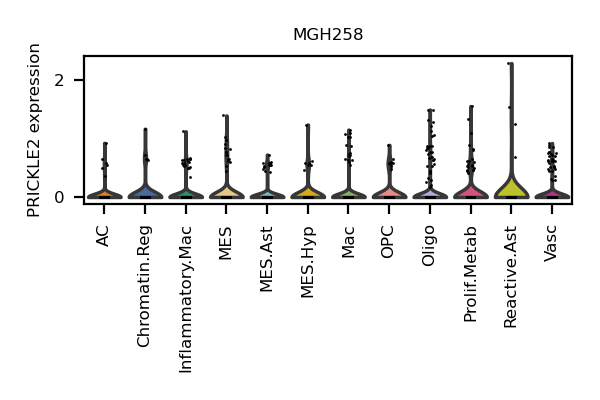 MGH258
PRICKLE2 expression
2
0
AC
Chromatin.Reg
Inflammatory.Mac
MES
MES.Ast
MES.Hyp
Mac
OPC
Oligo
Prolif.Metab
Reactive.Ast
Vasc